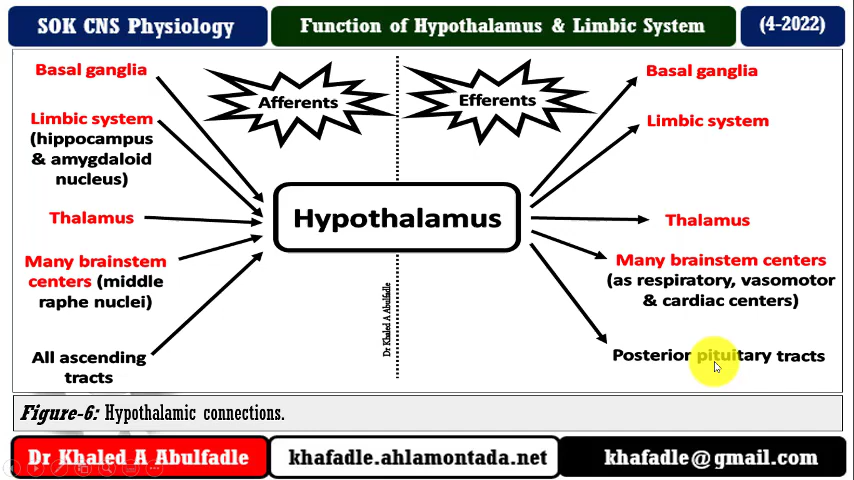 SOK CNS Physiology
Function of Hypothalamus & Limbic System
(4-2022)
Basal ganglia
Limbic system
(hippocampus
& amygdaloid
nucleus)
Thalamus
Many brainstem
centers (middle
raphe nuclei)
All ascending
tracts
Afferents
Efferents
Hypothalamus
Dr Khaled A Abulfadle
Basal ganglia
Limbic system
Thalamus
Many brainstem centers
(as respiratory, vasomotor
& cardiac centers)
Posterior pituitary tracts
Figure-6: Hypothalamic connections.
Dr Khaled A Abulfadle
khafadle.ahlamontada.net
khafadle@gmail.com